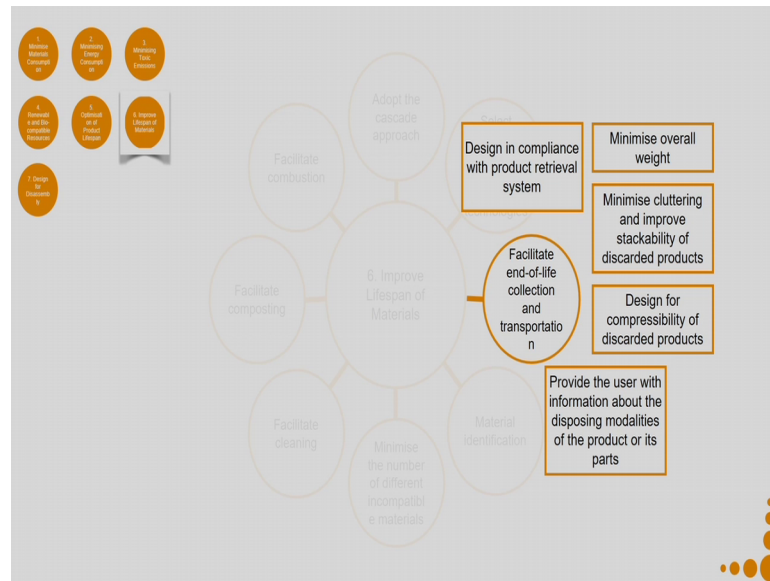 1.
Minimise
Materials
Consumpti
on
2.
Minimising
Energy
Consumpti
on
3.
Minimising
Toxic
Emissions
4.
Renewabl
e and Bio-
compatible
Resources
5.
Optimisati
on of
Product
Lifespan
6. Improve
Lifespan of
Materials
7. Design
for
Disassemb
ly
Adopt the
cascade
approach
Select
Facilitate
combustion
Design in compliance
with product retrieval
system
Minimise overall
weight
Minimise cluttering
and improve
stackability of
discarded products
Facilitate
composting
6. Improve
Lifespan of
Materials
Facilitate
end-of-life
collection
and
transportatio
n
Design for
compressibility of
discarded products
Provide the user with
information about the
disposing modalities
of the product or its
parts
Facilitate
cleaning
Minimise
the number
of different
incompatibl
e materials
Material
identification